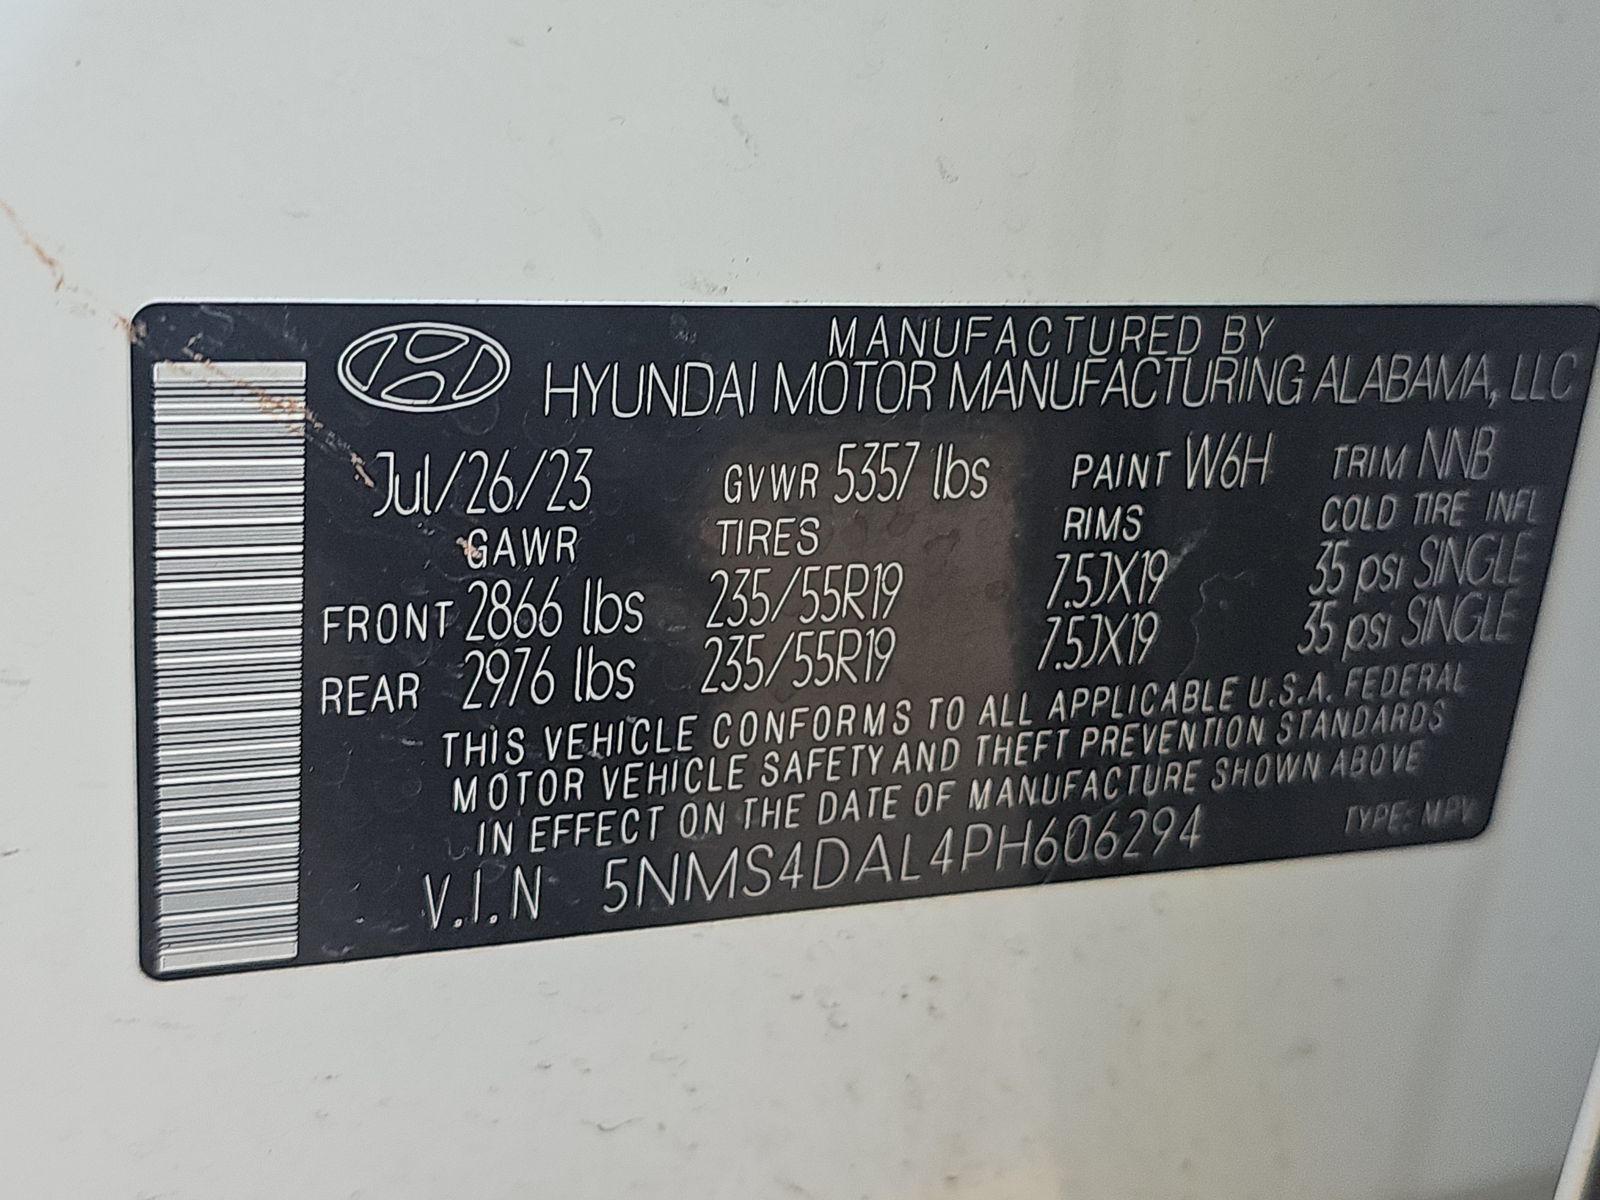 MANUFACTURED BY
HYUNDAI MOTOR MANUFACTURING ALABAMA, LLC
Jul/26/23 GVWR 5357 lbs PAINT W6H TRIM NNB
GAWR TIRES RIMS COLD TIRE INFL
FRONT 2866 lbs 235/55R19 7.5JX19 35 psi SINGLE
REAR 2976 lbs 235/55R19 7.5JX19 35 psi SINGLE
THIS VEHICLE CONFORMS TO ALL APPLICABLE U.S.A. FEDERAL
MOTOR VEHICLE SAFETY AND THEFT PREVENTION STANDARDS
IN EFFECT ON THE DATE OF MANUFACTURE SHOWN ABOVE
V.I.N 5NMS4DAL4PH606294 TYPE: MPV